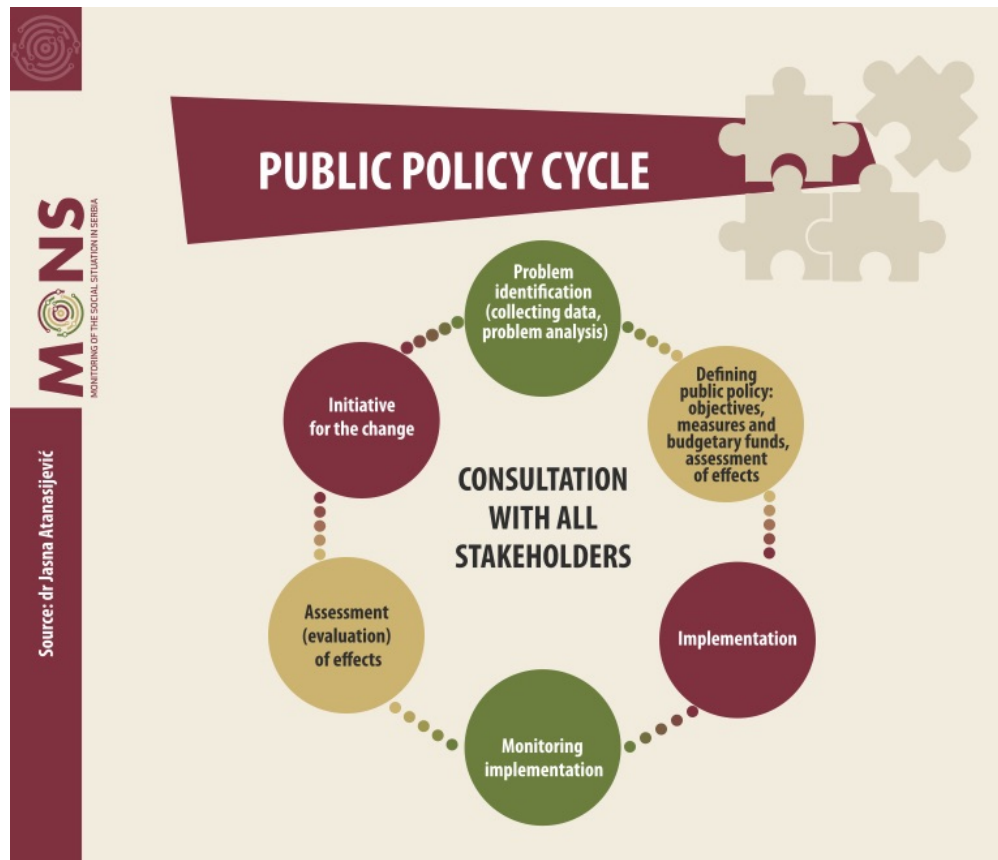 PUBLIC POLICY CYCLE
MONS
MONITORING OF THE SOCIAL SITUATION IN SERBIA
Source: dr Jasna Atanasijević
Problem
identification
(collecting data,
problem analysis)
Defining
public policy:
objectives,
measures and
budgetary funds,
assessment
of effects
Implementation
Monitoring
implementation
Assessment
(evaluation)
of effects
Initiative
for the change
CONSULTATION
WITH ALL
STAKEHOLDERS